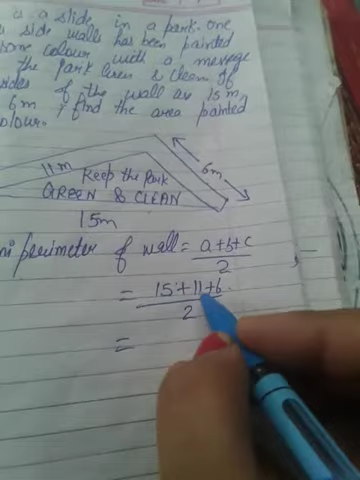 is a slide in a park. one
side walls has been painted
some colour with a message
the Park Green & Clean If
sides of the wall are 15m,
6m, find the area painted
colour.
6m
11m
Keep the Park
GREEN & CLEAN
15m
mi perimeter of wall = a+b+c
2
= 15+11+6.
2
=